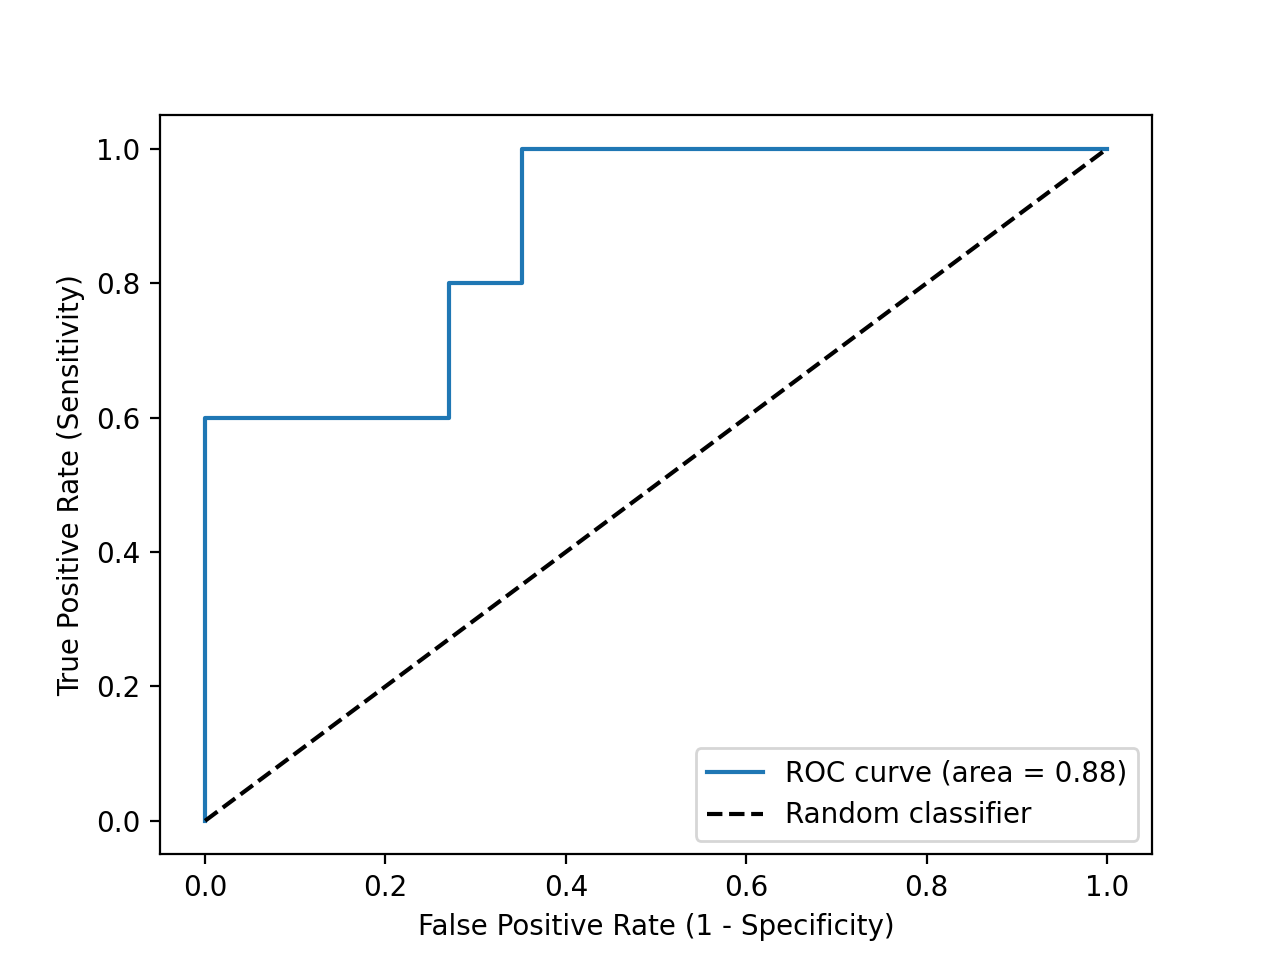 1.0
0.8
0.6
0.4
0.2
0.0
True Positive Rate (Sensitivity)
ROC curve (area = 0.88)
Random classifier
0.0 0.2 0.4 0.6 0.8 1.0
False Positive Rate (1 - Specificity)